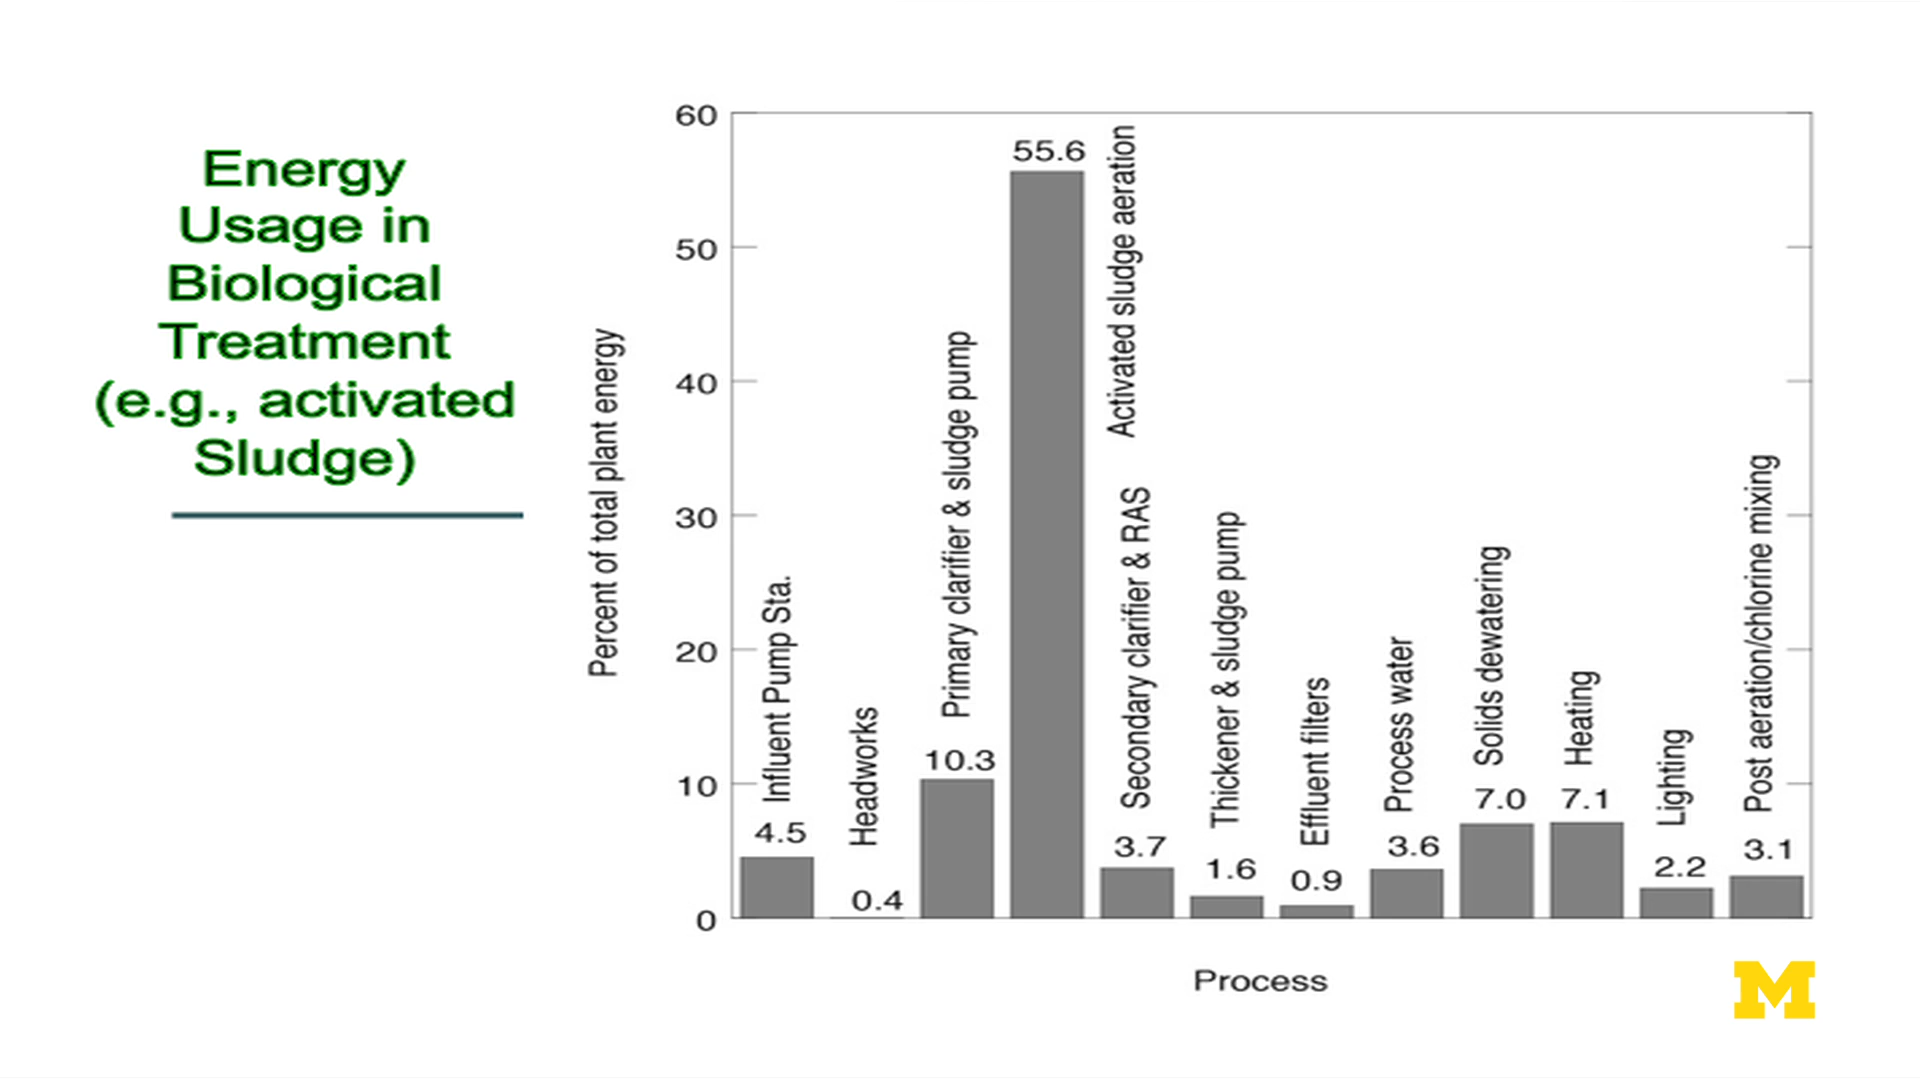 Energy
Usage in
Biological
Treatment
(e.g., activated
Sludge)
Percent of total plant energy
60
50
40
30
20
10
0
Influent Pump Sta.
4.5
Headworks
0.4
Primary clarifier & sludge pump
10.3
55.6
Activated sludge aeration
Secondary clarifier & RAS
3.7
Thickener & sludge pump
1.6
Effluent filters
0.9
Process water
3.6
Solids dewatering
7.0
Heating
7.1
Lighting
2.2
Post aeration/chlorine mixing
3.1
Process
M